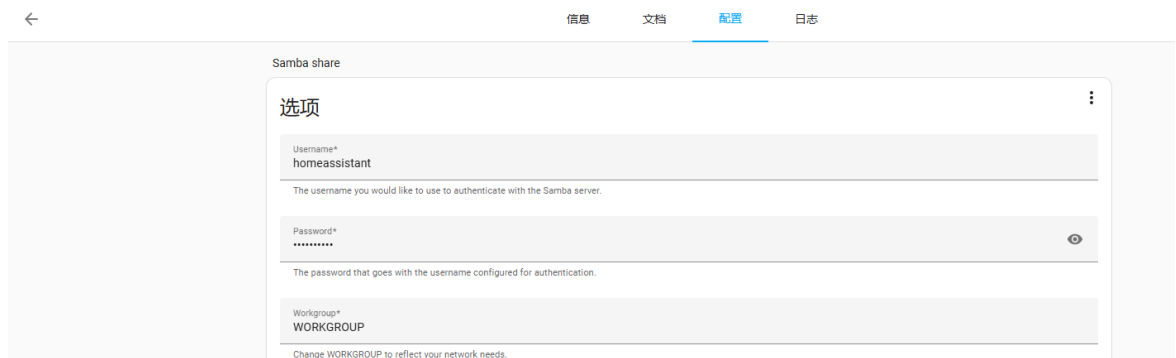 信息 文档 配置 日志
Samba share
选项
Username*
homeassistant
The username you would like to use to authenticate with the Samba server.
Password*
••••••••••
The password that goes with the username configured for authentication.
Workgroup*
WORKGROUP
Change WORKGROUP to reflect your network needs.